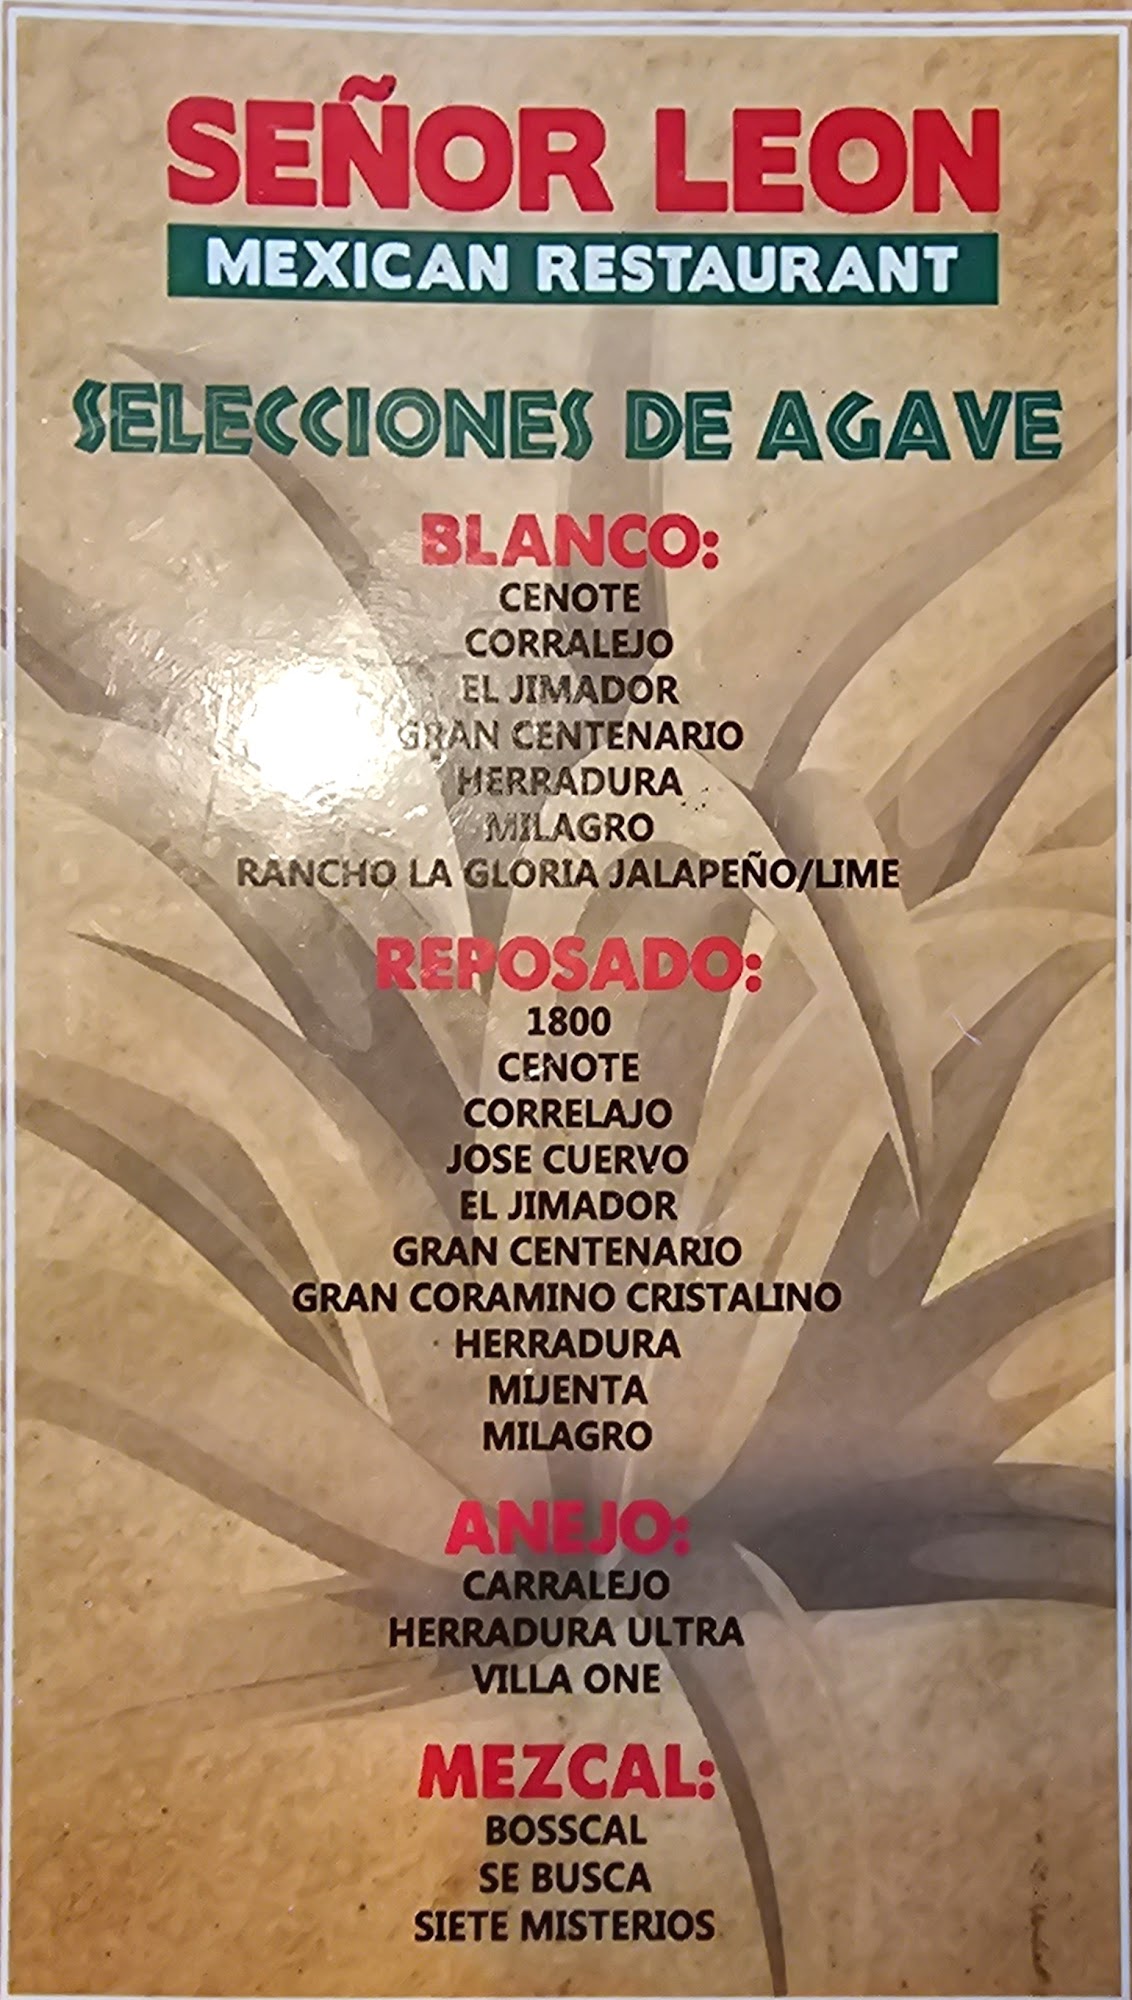 SEÑOR LEON
MEXICAN RESTAURANT
SELECCIONES DE AGAVE
BLANCO:
CENOTE
CORRALEJO
EL JIMADOR
GRAN CENTENARIO
HERRADURA
MILAGRO
RANCHO LA GLORIA JALAPEÑO/LIME
REPOSADO:
1800
CENOTE
CORRELAJO
JOSE CUERVO
EL JIMADOR
GRAN CENTENARIO
GRAN CORAMINO CRISTALINO
HERRADURA
MIJENTA
MILAGRO
ANEJO:
CARRALEJO
HERRADURA ULTRA
VILLA ONE
MEZCAL:
BOSSCAL
SE BUSCA
SIETE MISTERIOS